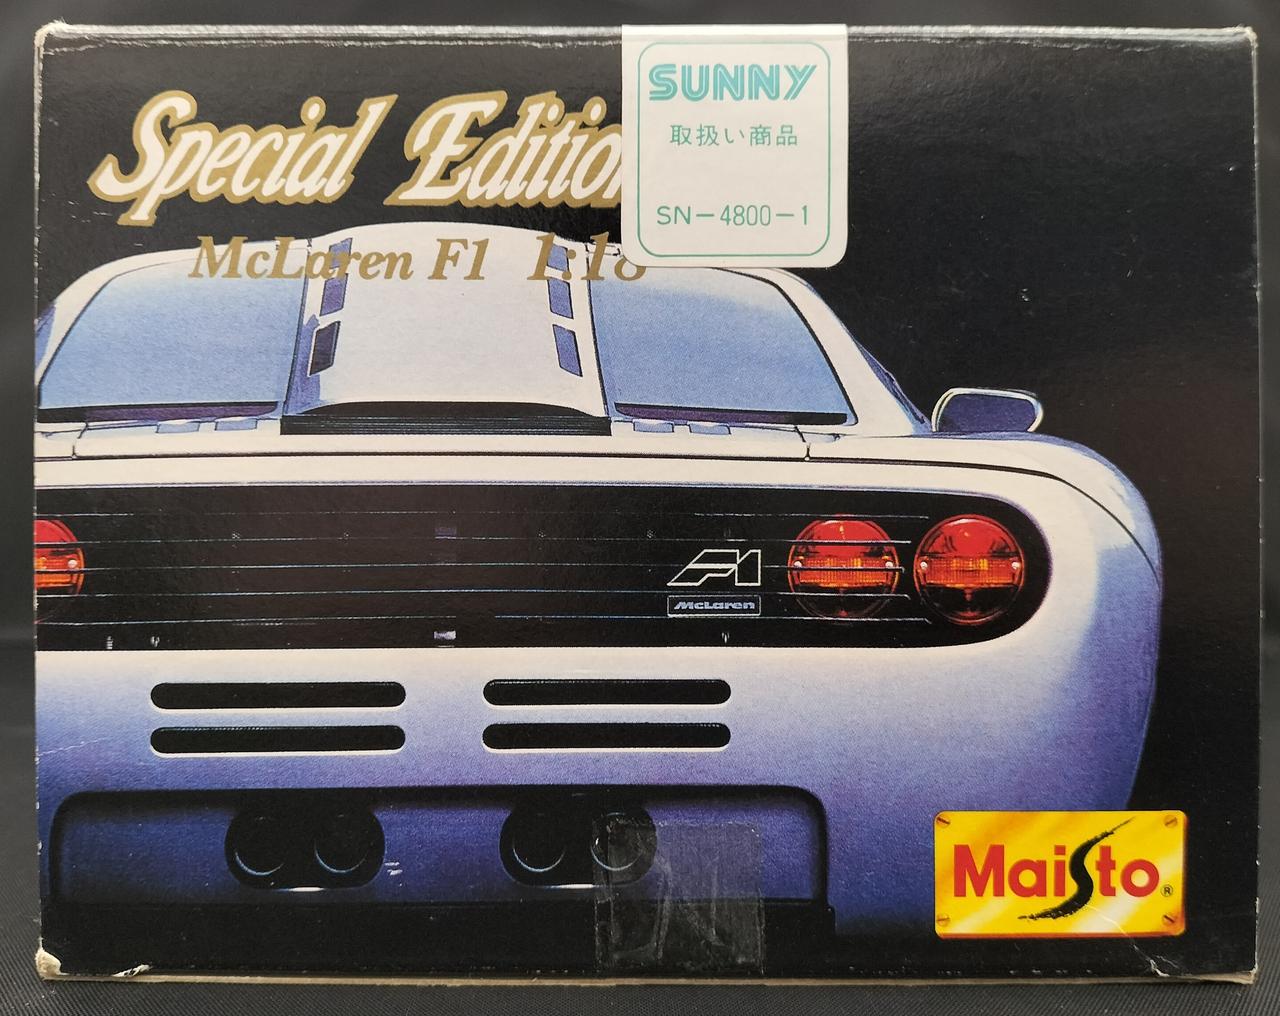 Special Edition
McLaren F1 1:18
SUNNY
取扱い商品
SN-4800-1
F1
McLaren
Maisto®